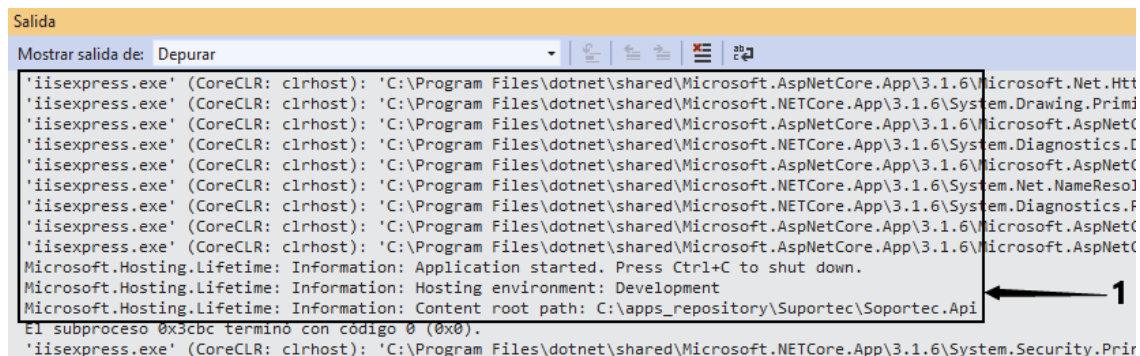 Salida
Mostrar salida de: Depurar
'iisexpress.exe' (CoreCLR: clrhost): 'C:\Program Files\dotnet\shared\Microsoft.AspNetCore.App\3.1.6\Microsoft.Net.Htt
'iisexpress.exe' (CoreCLR: clrhost): 'C:\Program Files\dotnet\shared\Microsoft.NETCore.App\3.1.6\System.Drawing.Primi
'iisexpress.exe' (CoreCLR: clrhost): 'C:\Program Files\dotnet\shared\Microsoft.AspNetCore.App\3.1.6\Microsoft.AspNetC
'iisexpress.exe' (CoreCLR: clrhost): 'C:\Program Files\dotnet\shared\Microsoft.NETCore.App\3.1.6\System.Diagnostics.D
'iisexpress.exe' (CoreCLR: clrhost): 'C:\Program Files\dotnet\shared\Microsoft.AspNetCore.App\3.1.6\Microsoft.AspNetC
'iisexpress.exe' (CoreCLR: clrhost): 'C:\Program Files\dotnet\shared\Microsoft.NETCore.App\3.1.6\System.Net.NameResol
'iisexpress.exe' (CoreCLR: clrhost): 'C:\Program Files\dotnet\shared\Microsoft.NETCore.App\3.1.6\System.Diagnostics.P
'iisexpress.exe' (CoreCLR: clrhost): 'C:\Program Files\dotnet\shared\Microsoft.AspNetCore.App\3.1.6\Microsoft.AspNetC
'iisexpress.exe' (CoreCLR: clrhost): 'C:\Program Files\dotnet\shared\Microsoft.AspNetCore.App\3.1.6\Microsoft.AspNetC
Microsoft.Hosting.Lifetime: Information: Application started. Press Ctrl+C to shut down.
Microsoft.Hosting.Lifetime: Information: Hosting environment: Development
1
Microsoft.Hosting.Lifetime: Information: Content root path: C:\apps_repository\Suportec\Soportec.Api
El subproceso 0x3cbc terminó con código 0 (0x0).
'iisexpress.exe' (CoreCLR: clrhost): 'C:\Program Files\dotnet\shared\Microsoft.NETCore.App\3.1.6\System.Security.Prin